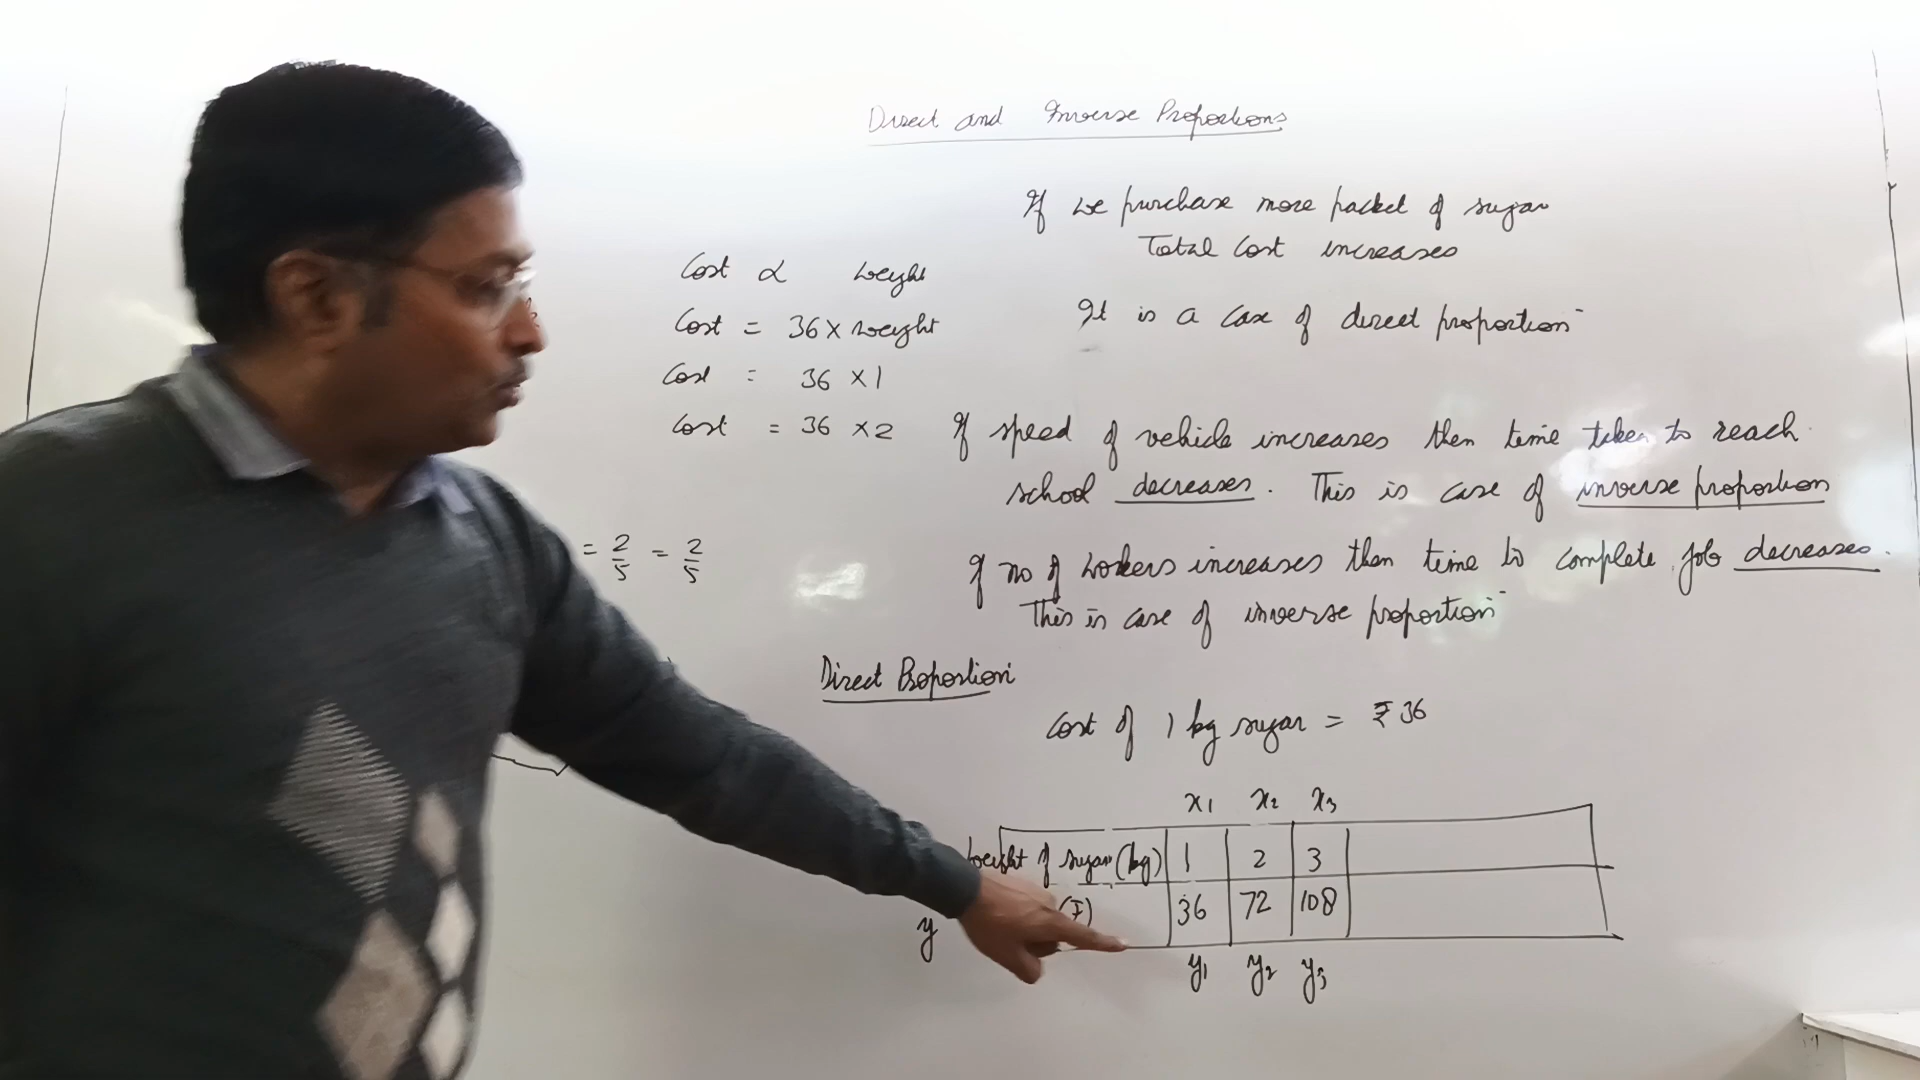 Direct and Inverse Proportions
If we purchase more packet of sugar
Total Cost increases
It is a case of direct proportion
Cost ∝ weight
Cost = 36 × weight
Cost = 36 × 1
Cost = 36 × 2
If speed of vehicle increases then time taken to reach
school decreases. This is case of inverse proportion
= 2/5 = 2/5
If no of workers increases then time to complete job decreases.
This is case of inverse proportion
Direct Proportion
Cost of 1 kg sugar = ₹ 36
x1 x2 x3
weight of sugar (kg) 1 2 3
y (₹) 36 72 108
y1 y2 y3